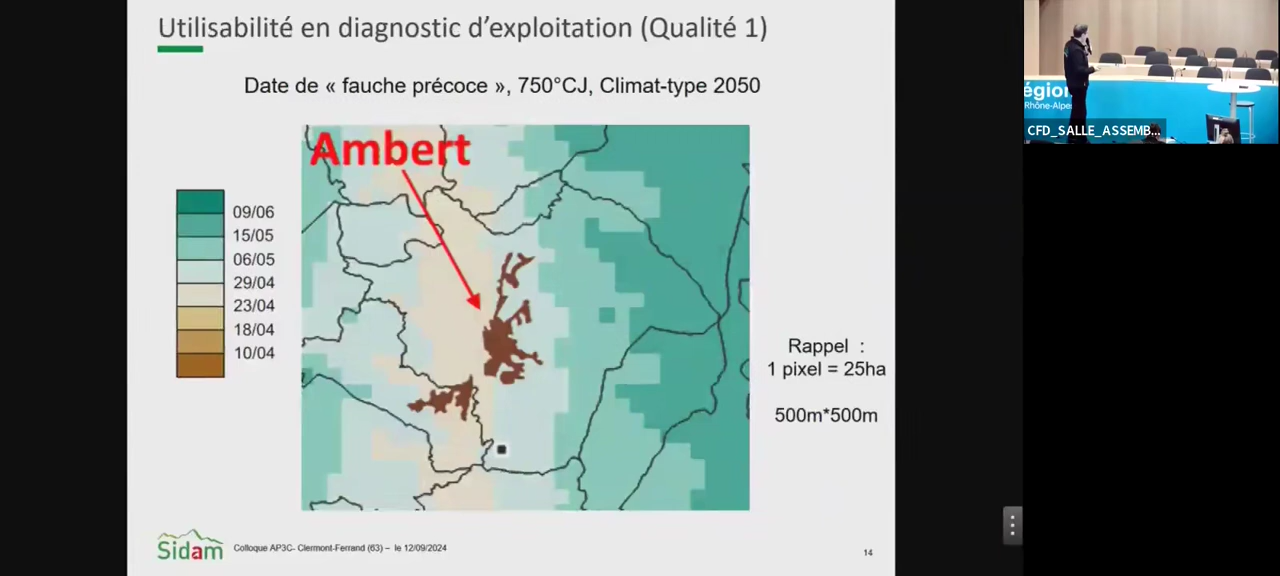 Utilisabilité en diagnostic d’exploitation (Qualité 1)
Date de « fauche précoce », 750°CJ, Climat-type 2050
Ambert
09/06
15/05
06/05
29/04
23/04
18/04
10/04
Rappel :
1 pixel = 25ha
500m*500m
Sidam
Colloque AP3C- Clermont-Ferrand (63) – le 12/09/2024
14
égion
Rhône-Alpes
CFD_SALLE_ASSEMB...